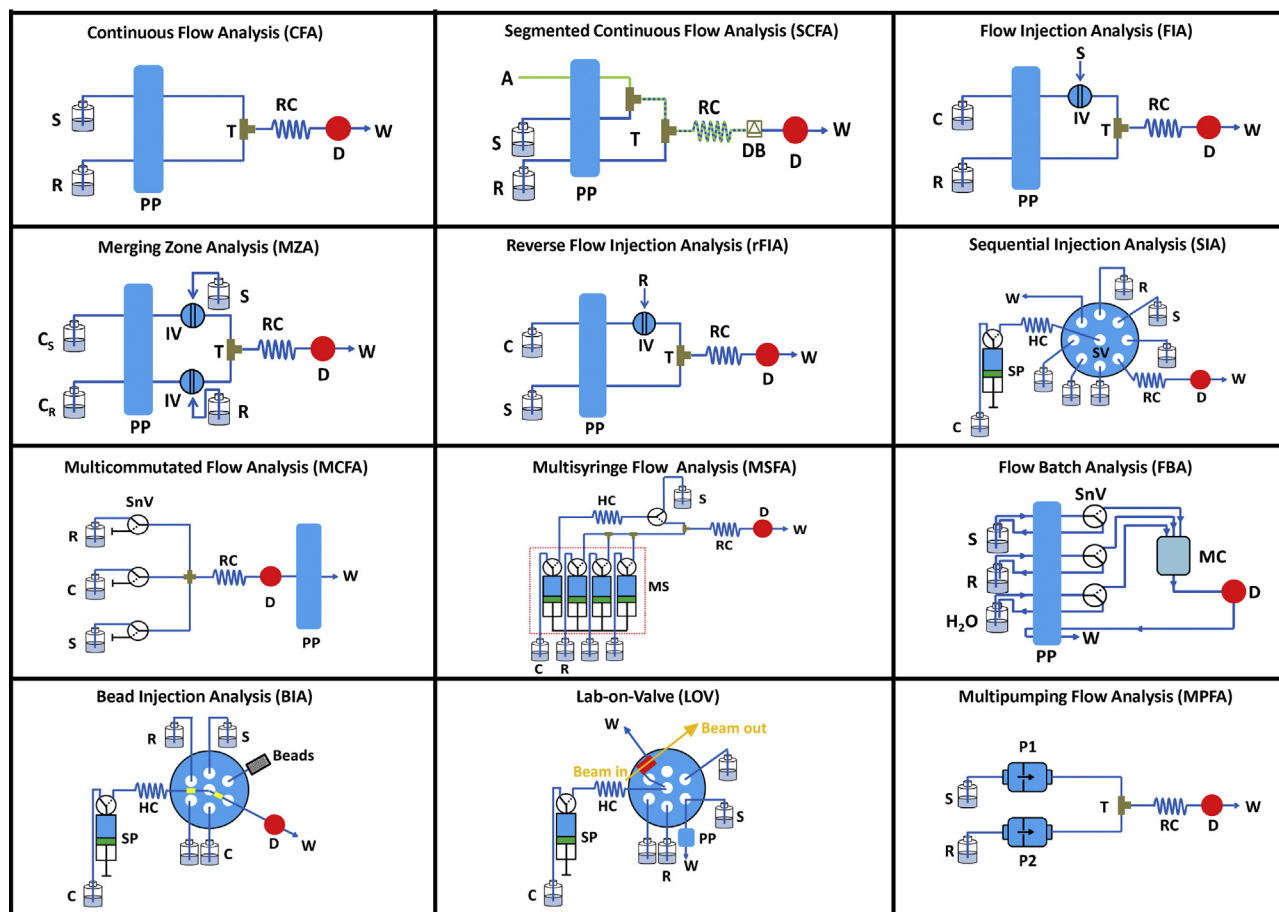 Continuous Flow Analysis (CFA)
S
R
PP
T
RC
D
W
Segmented Continuous Flow Analysis (SCFA)
A
S
R
PP
T
RC
DB
D
W
Flow Injection Analysis (FIA)
S
C
IV
R
PP
T
RC
D
W
Merging Zone Analysis (MZA)
S
CS
IV
T
RC
D
W
CR
IV
R
PP
Reverse Flow Injection Analysis (rFIA)
R
C
IV
S
PP
T
RC
D
W
Sequential Injection Analysis (SIA)
W
R
S
HC
SV
SP
RC
D
W
C
Multicommutated Flow Analysis (MCFA)
SnV
R
C
S
RC
D
PP
W
Multisyringe Flow Analysis (MSFA)
HC
S
D
W
RC
MS
C
R
Flow Batch Analysis (FBA)
SnV
S
R
H2O
MC
D
W
PP
Bead Injection Analysis (BIA)
R
S
Beads
HC
SP
C
D
W
C
Lab-on-Valve (LOV)
W
Beam out
Beam in
HC
SP
S
PP
W
R
C
Multipumping Flow Analysis (MPFA)
P1
S
T
RC
D
W
R
P2